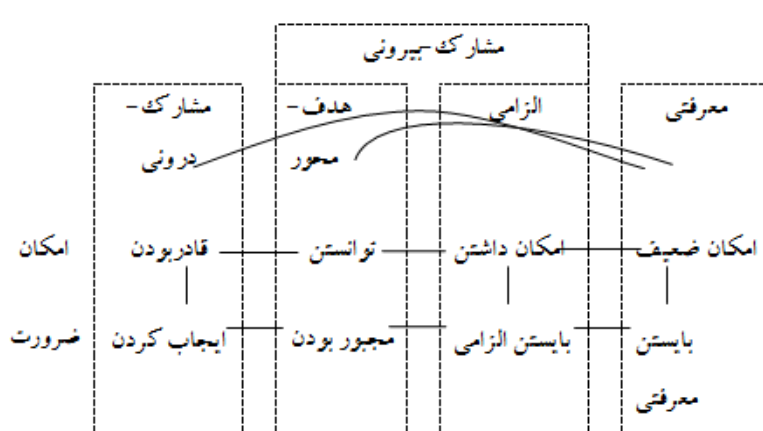 مشارک-بیرونی
معرفتی الزامی هدف- مشارک-
محور درونی
امکان قادربودن توانستن امکان داشتن امکان ضعیف
ضرورت ایجاب کردن مجبور بودن بایستن الزامی بایستن
معرفتی